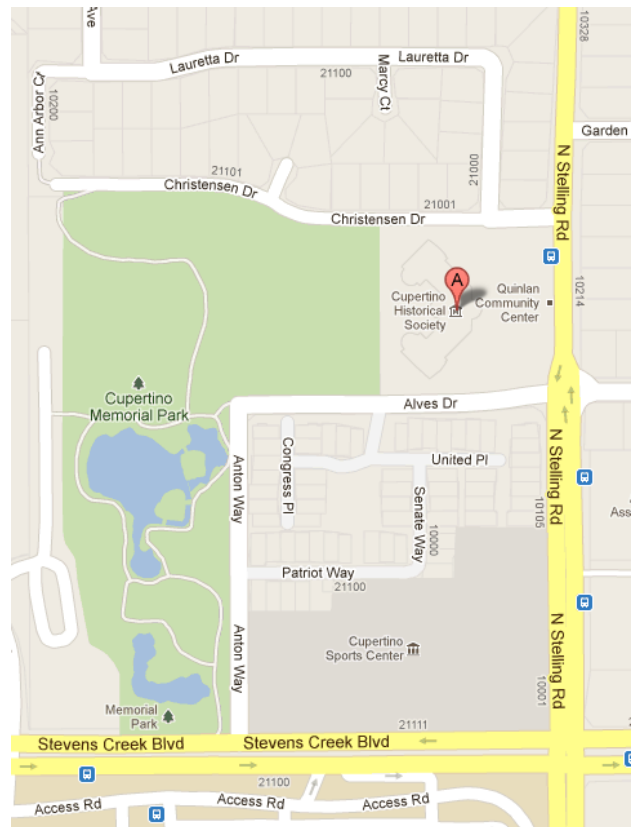 Ave
10328
Lauretta Dr
Lauretta Dr
21100
Marcy Ct
Ann Arbor Ct
10200
Garden
21101
21000
N Stelling Rd
Christensen Dr
21001
Christensen Dr
A
Cupertino
Historical
Society
Quinlan
Community
Center
10214
Cupertino
Memorial Park
Alves Dr
Anton Way
Congress Pl
United Pl
Senate Way
10000
10105
N Stelling Rd
Ass
Patriot Way
21100
Anton Way
Cupertino
Sports Center
N Stelling Rd
10001
Memorial
Park
21111
2
Stevens Creek Blvd
Stevens Creek Blvd
21100
Access Rd
Access Rd
Access Rd